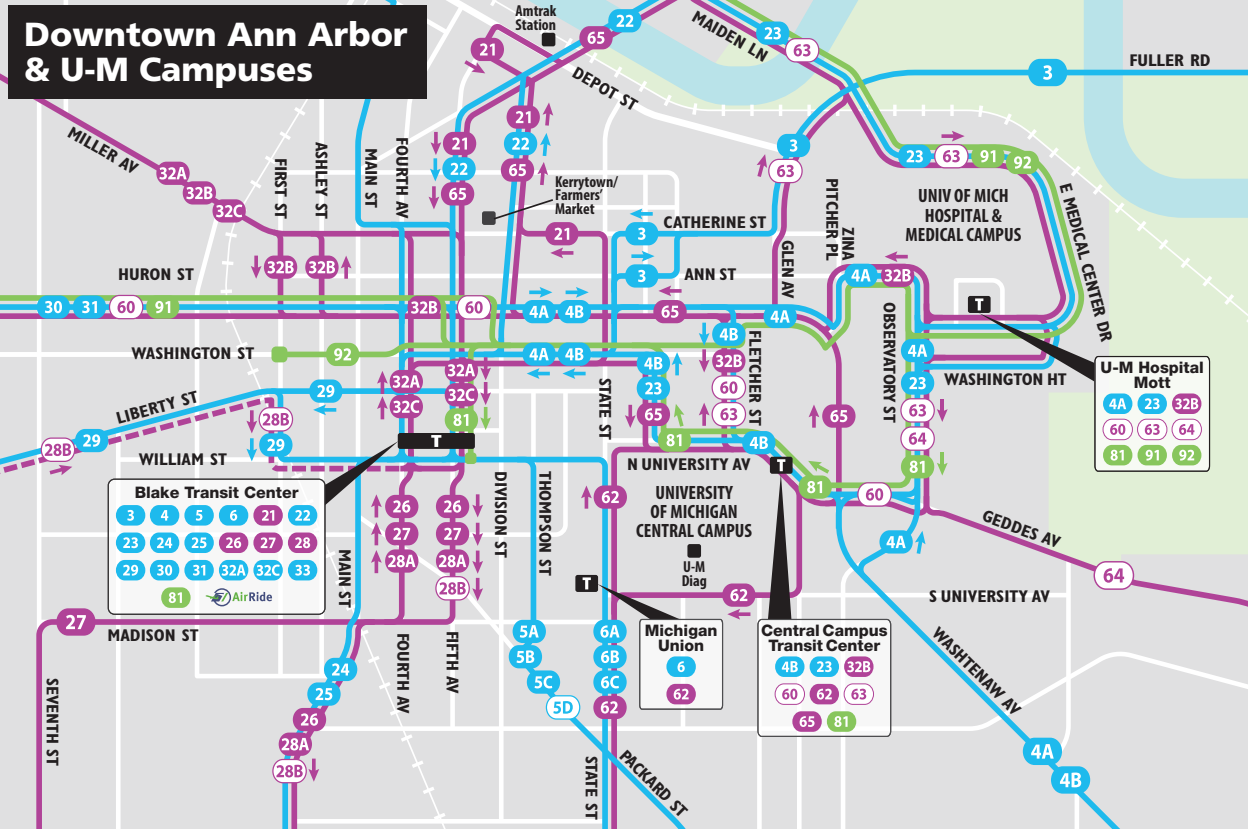 Downtown Ann Arbor
& U-M Campuses
Amtrak
Station
22
65
21
MAIDEN LN
23
63
FULLER RD
3
DEPOT ST
MILLER AV
32A
32B
32C
FIRST ST
ASHLEY ST
MAIN ST
FOURTH AV
21
22
65
21
22
65
3
63
23
63
91
92
Kerrytown/
Farmers'
Market
PITCHER PL
ZINA
UNIV OF MICH
HOSPITAL &
MEDICAL CAMPUS
E MEDICAL CENTER DR
CATHERINE ST
21
3
GLEN AV
32B
32B
HURON ST
3
ANN ST
4A
32B
T
30
31
60
91
32B
60
4A
4B
65
4A
OBSERVATORY ST
WASHINGTON ST
92
4A
4B
4B
32B
60
63
FLETCHER ST
4B
23
65
4A
23
63
64
81
WASHINGTON HT
U-M Hospital
Mott
4A
23
32B
60
63
64
81
91
92
32A
32C
32A
32C
81
LIBERTY ST
29
28B
29
28B
29
STATE ST
65
T
WILLIAM ST
81
4B
N UNIVERSITY AV
T
81
60
Blake Transit Center
3
4
5
6
21
22
23
24
25
26
27
28
29
30
31
32A
32C
33
81
AirRide
26
27
28A
26
27
28A
28B
DIVISION ST
THOMPSON ST
62
UNIVERSITY
OF MICHIGAN
CENTRAL CAMPUS
U-M
Diag
GEDDES AV
4A
64
MAIN ST
T
62
S UNIVERSITY AV
27
MADISON ST
5A
5B
5C
5D
6A
6B
6C
62
Michigan
Union
6
62
Central Campus
Transit Center
4B
23
32B
60
62
63
65
81
WASHTENAW AV
FOURTH AV
FIFTH AV
SEVENTH ST
24
25
26
28A
28B
STATE ST
PACKARD ST
4A
4B